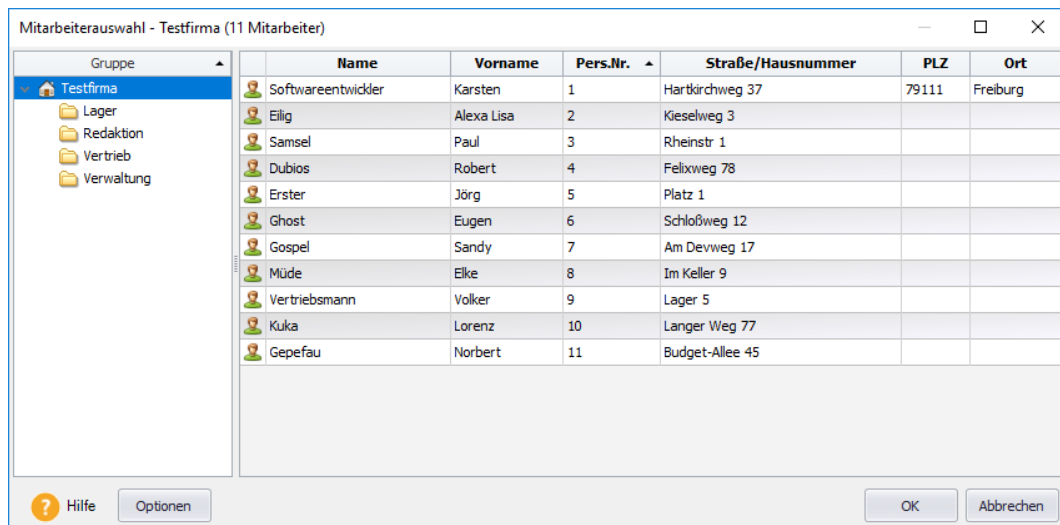 Mitarbeiterauswahl - Testfirma (11 Mitarbeiter)
Gruppe
Testfirma
Lager
Redaktion
Vertrieb
Verwaltung
Name Vorname Pers.Nr. Straße/Hausnummer PLZ Ort
Softwareentwickler Karsten 1 Hartkirchweg 37 79111 Freiburg
Eilig Alexa Lisa 2 Kieselweg 3
Samsel Paul 3 Rheinstr 1
Dubios Robert 4 Felixweg 78
Erster Jörg 5 Platz 1
Ghost Eugen 6 Schloßweg 12
Gospel Sandy 7 Am Devweg 17
Müde Elke 8 Im Keller 9
Vertriebsmann Volker 9 Lager 5
Kuka Lorenz 10 Langer Weg 77
Gepefau Norbert 11 Budget-Allee 45
? Hilfe Optionen OK Abbrechen